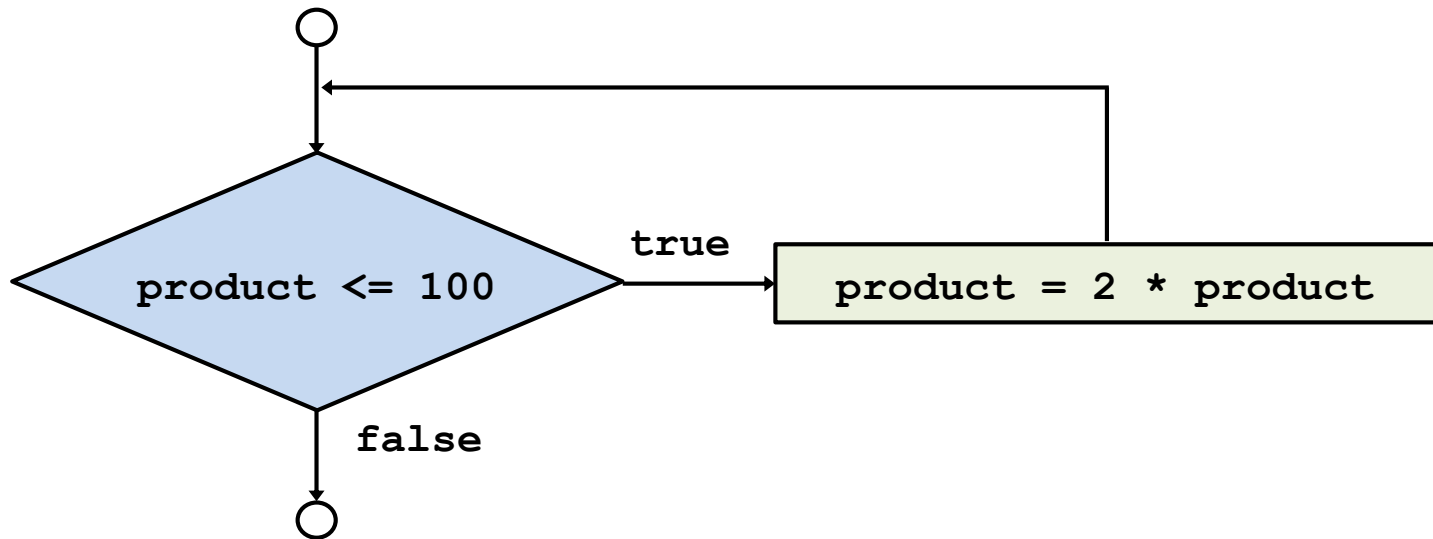 true
product <= 100
product = 2 * product
false